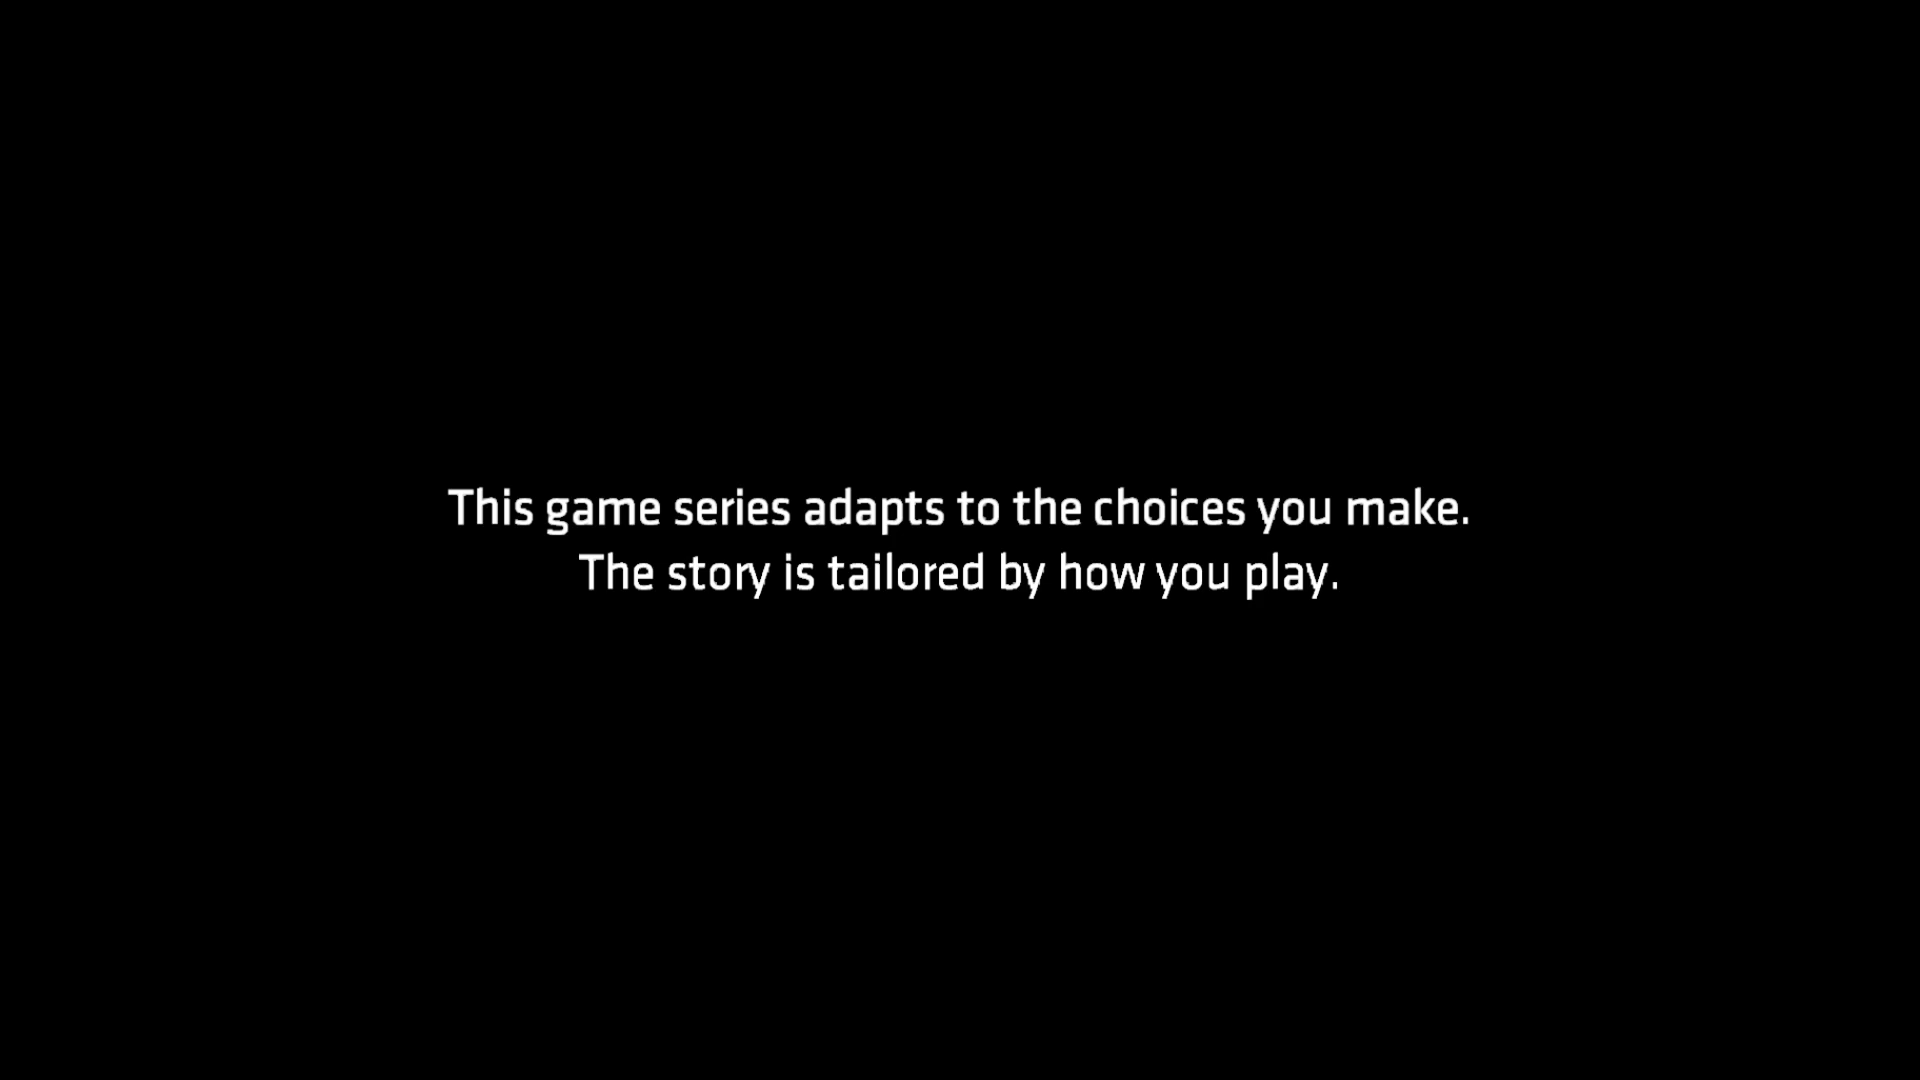 This game series adapts to the choices you make.
The story is tailored by how you play.